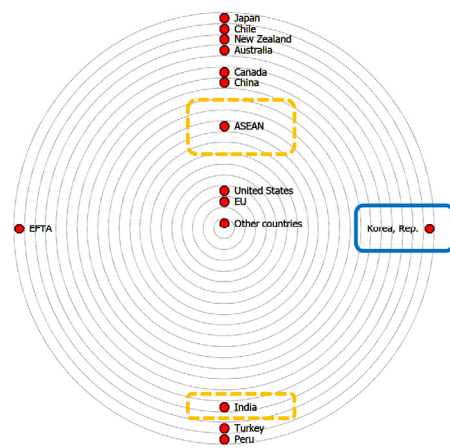 Japan
Chile
New Zealand
Australia
Canada
China
ASEAN
United States
EU
Other countries
EFTA
Korea, Rep.
India
Turkey
Peru